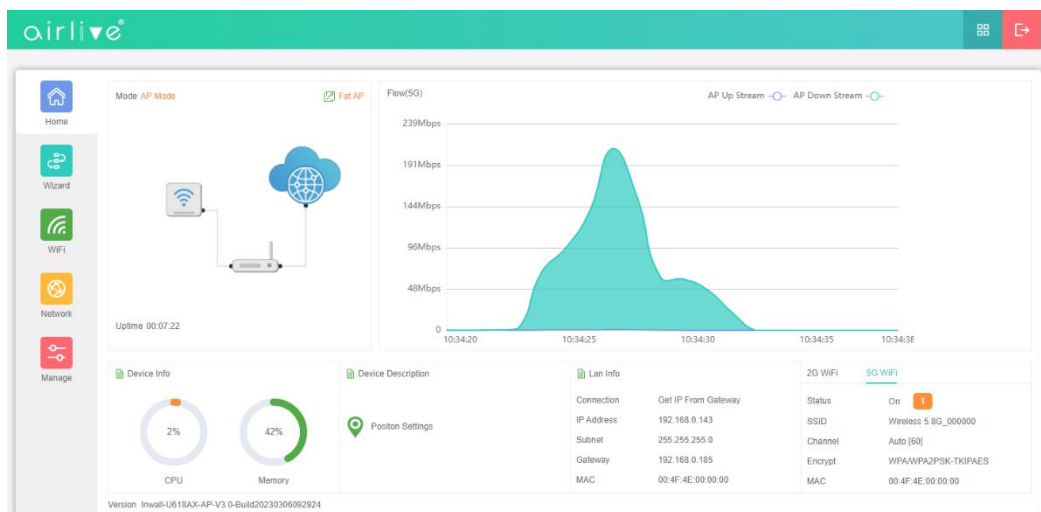 airlive®
Home
Wizard
WiFi
Network
Manage
Mode AP Mode
Fat AP
Uptime 00:07:22
Flow(5G)
AP Up Stream
AP Down Stream
239Mbps
191Mbps
144Mbps
96Mbps
48Mbps
0
10:34:20
10:34:25
10:34:30
10:34:35
10:34:3
Device Info
2%
CPU
42%
Memory
Device Description
Positon Settings
Lan Info
Connection Get IP From Gateway
IP Address 192.168.0.143
Subnet 255.255.255.0
Gateway 192.168.0.185
MAC 00:4F:4E:00:00:00
2G WiFi 5G WiFi
Status On 1
SSID Wireless 5.8G_000000
Channel Auto [60]
Encrypt WPA/WPA2PSK-TKIPAES
MAC 00:4F:4E:00:00:00
Version Inwall-U618AX-AP-V3.0-Build20230306092924